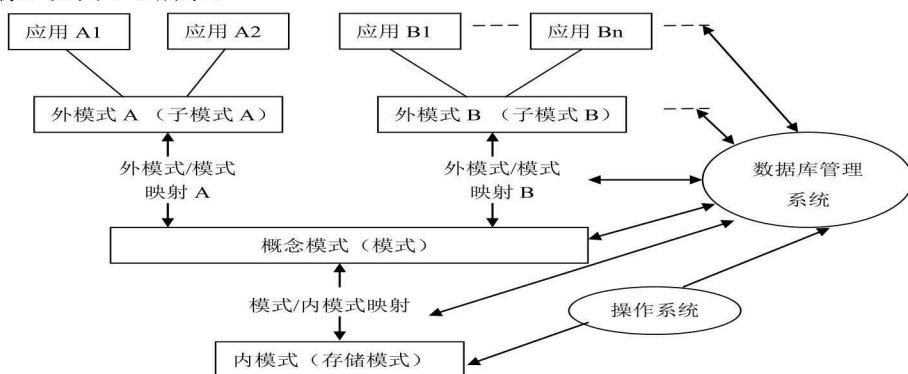 应用 A1
应用 A2
应用 B1
应用 Bn
外模式 A （子模式 A）
外模式 B （子模式 B）
外模式/模式
映射 A
外模式/模式
映射 B
数据库管理
系统
概念模式（模式）
模式/内模式映射
操作系统
内模式（存储模式）